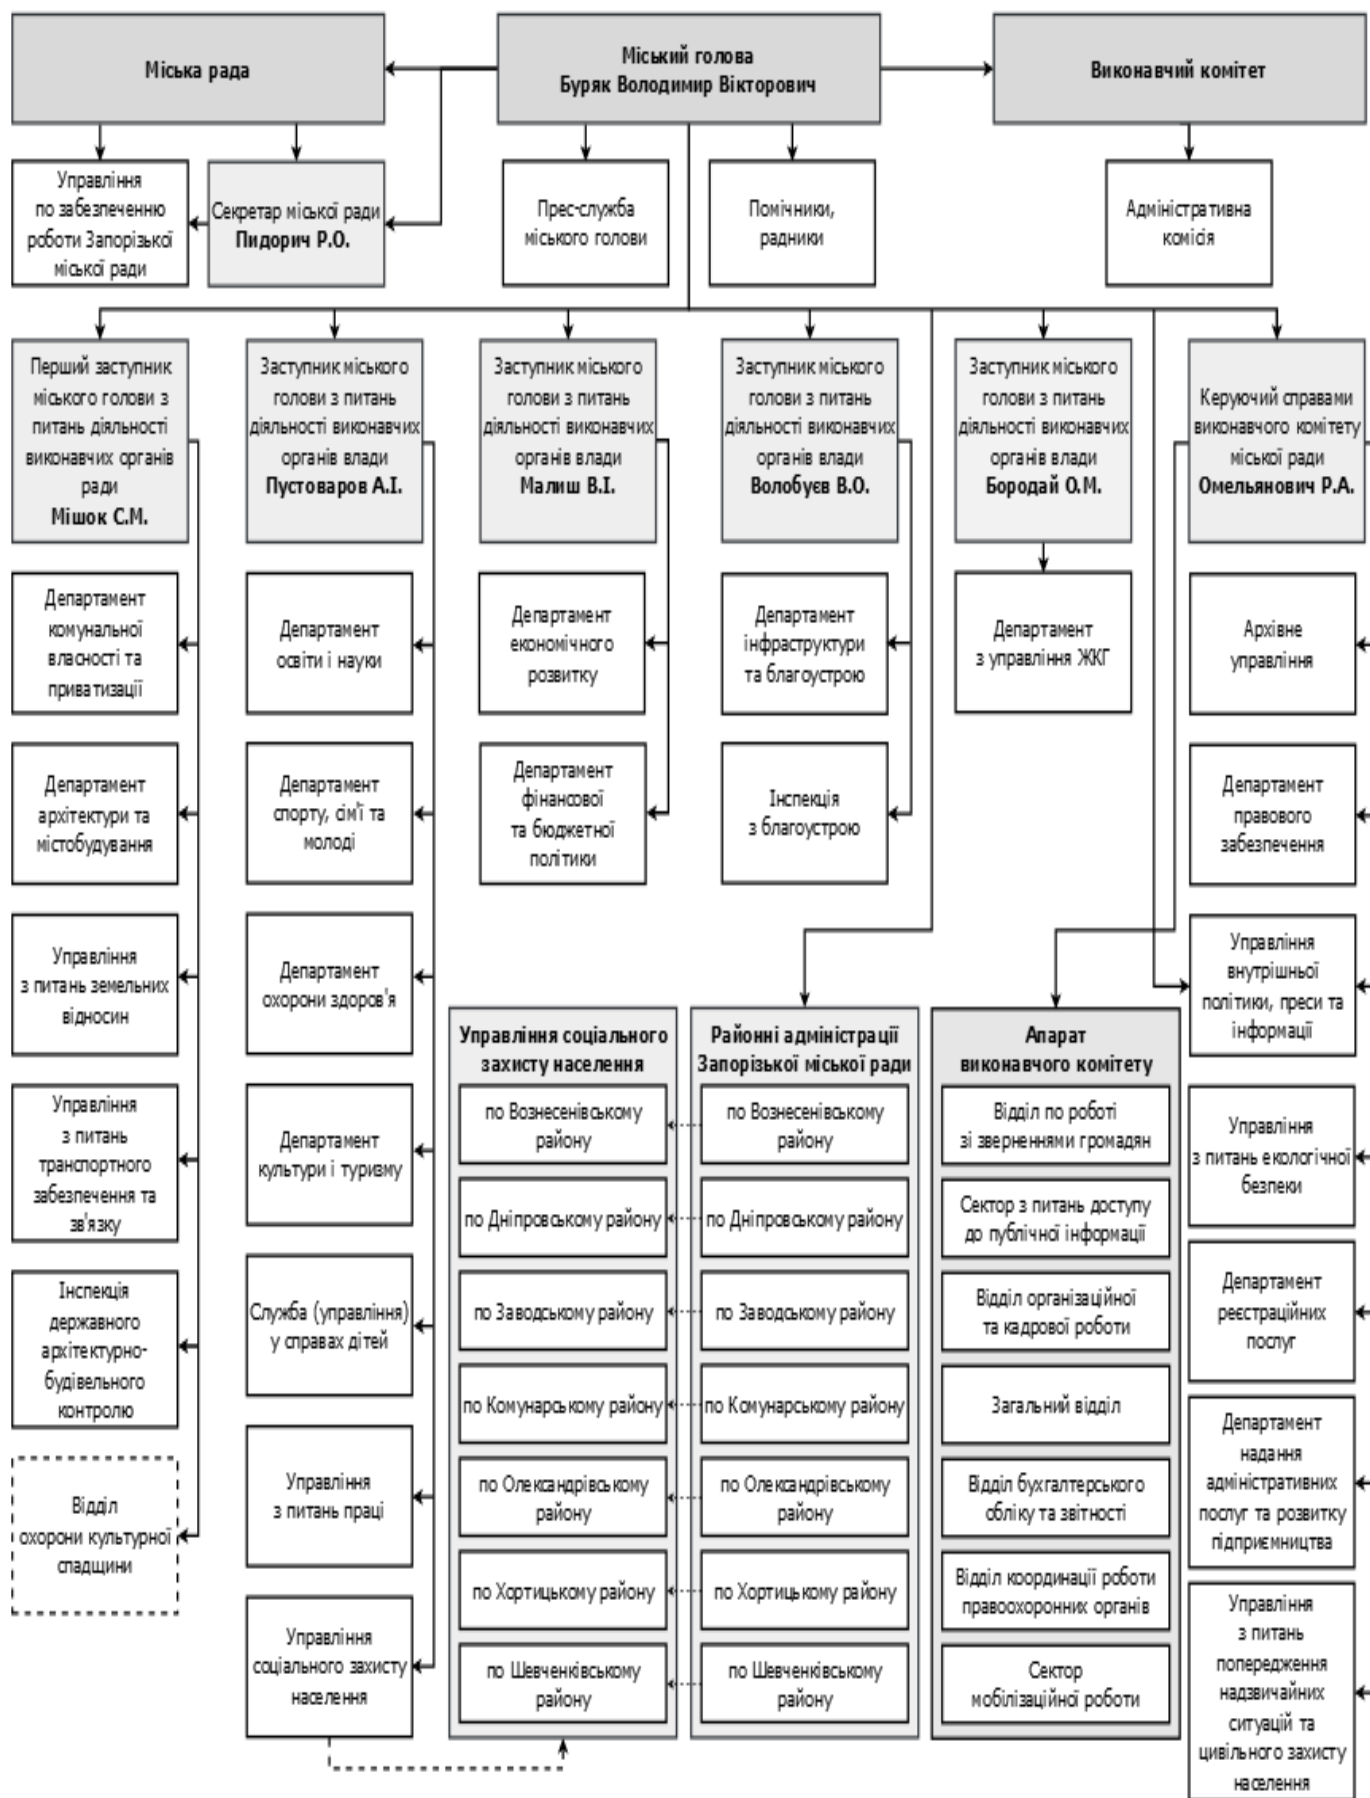 Міська рада
Міський голова
Буряк Володимир Вікторович
Виконавчий комітет
Управління
по забезпеченню
роботи Запорізької
міської ради
Секретар міської ради
Пидорич Р.О.
Прес-служба
міського голови
Помічники,
радники
Адміністративна
комісія
Перший заступник
міського голови з
питань діяльності
виконавчих органів
ради
Мішок С.М.
Заступник міського
голови з питань
діяльності виконавчих
органів влади
Пустоваров А.І.
Заступник міського
голови з питань
діяльності виконавчих
органів влади
Малиш В.І.
Заступник міського
голови з питань
діяльності виконавчих
органів влади
Волобуєв В.О.
Заступник міського
голови з питань
діяльності виконавчих
органів влади
Бородай О.М.
Керуючий справами
виконавчого комітету
міської ради
Омельянович Р.А.
Департамент
комунальної
власності та
приватизації
Департамент
освіти і науки
Департамент
економічного
розвитку
Департамент
інфраструктури
та благоустрою
Департамент
з управління ЖКГ
Архівне
управління
Департамент
архітектури та
містобудування
Департамент
спорту, сім'ї та
молоді
Департамент
фінансової
та бюджетної
політики
Інспекція
з благоустрою
Департамент
правового
забезпечення
Управління
з питань земельних
відносин
Департамент
охорони здоров'я
Управління
внутрішньої
політики, преси та
інформації
Управління
з питань
транспортного
забезпечення та
зв'язку
Департамент
культури і туризму
Управління
з питань екологічної
безпеки
Інспекція
державного
архітектурно-
будівельного
контролю
Служба (управління)
у справах дітей
Департамент
реєстраційних
послуг
Відділ
охорони культурної
спадщини
Управління
з питань праці
Департамент
надання
адміністративних
послуг та розвитку
підприємництва
Управління
соціального захисту
населення
Управління
з питань
попередження
надзвичайних
ситуацій та
цивільного захисту
населення
Управління соціального
захисту населення
по Вознесенівському
району
по Дніпровському району
по Заводському району
по Комунарському району
по Олександрівському
району
по Хортицькому району
по Шевченківському
району
Районні адміністрації
Запорізької міської ради
по Вознесенівському
району
по Дніпровському району
по Заводському району
по Комунарському району
по Олександрівському
району
по Хортицькому району
по Шевченківському
району
Апарат
виконавчого комітету
Відділ по роботі
зі зверненнями громадян
Сектор з питань доступу
до публічної інформації
Відділ організаційної
та кадрової роботи
Загальний відділ
Відділ бухгалтерського
обліку та звітності
Відділ координації роботи
правоохоронних органів
Сектор
мобілізаційної роботи